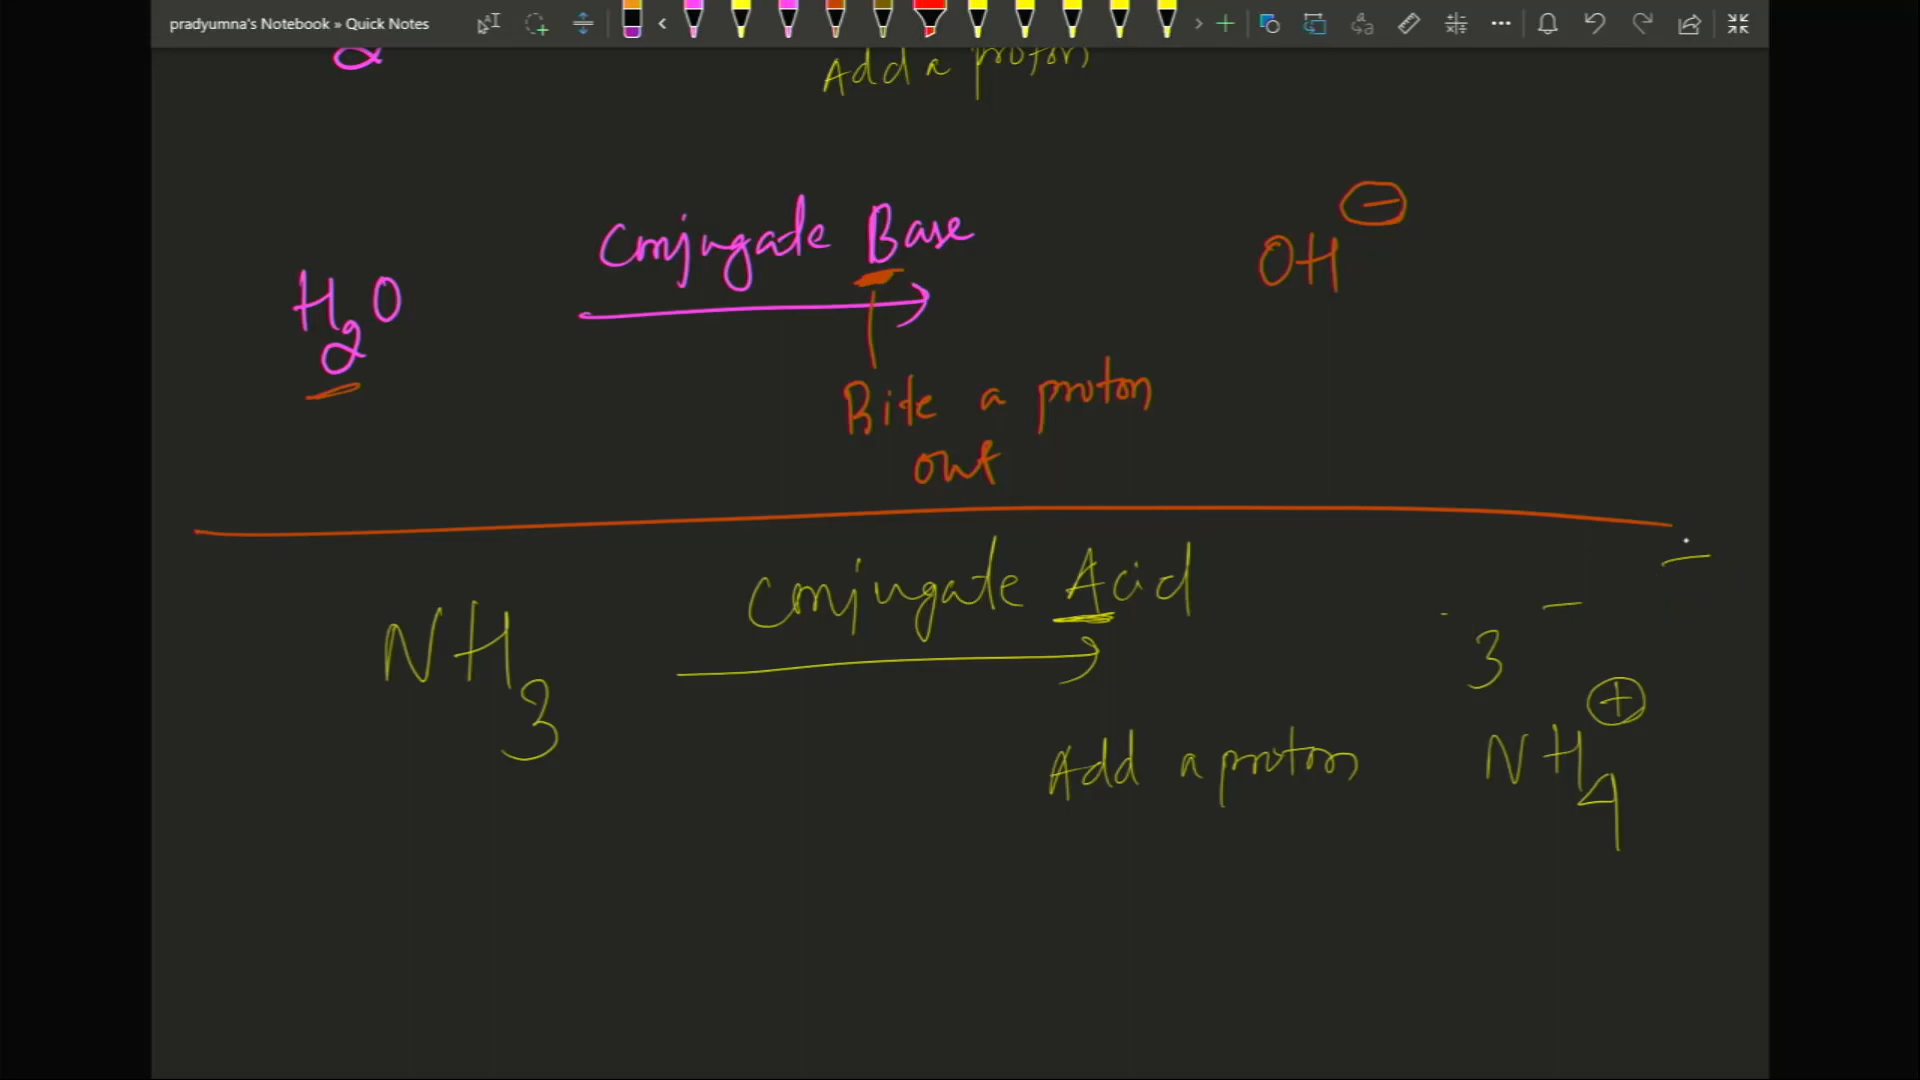 pradyumna's Notebook » Quick Notes
Add a proton
Conjugate Base
OH⊖
H2O
Bite a proton
out
Conjugate Acid
NH3
3
Add a proton
NH4⊕